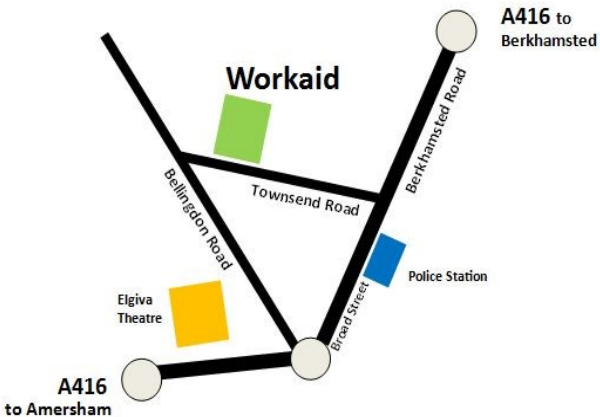 A416 to
Berkhamsted
Workaid
Berkhamsted Road
Townsend Road
Bellingdon Road
Police Station
Elgiva
Theatre
Broad Street
A416
to Amersham